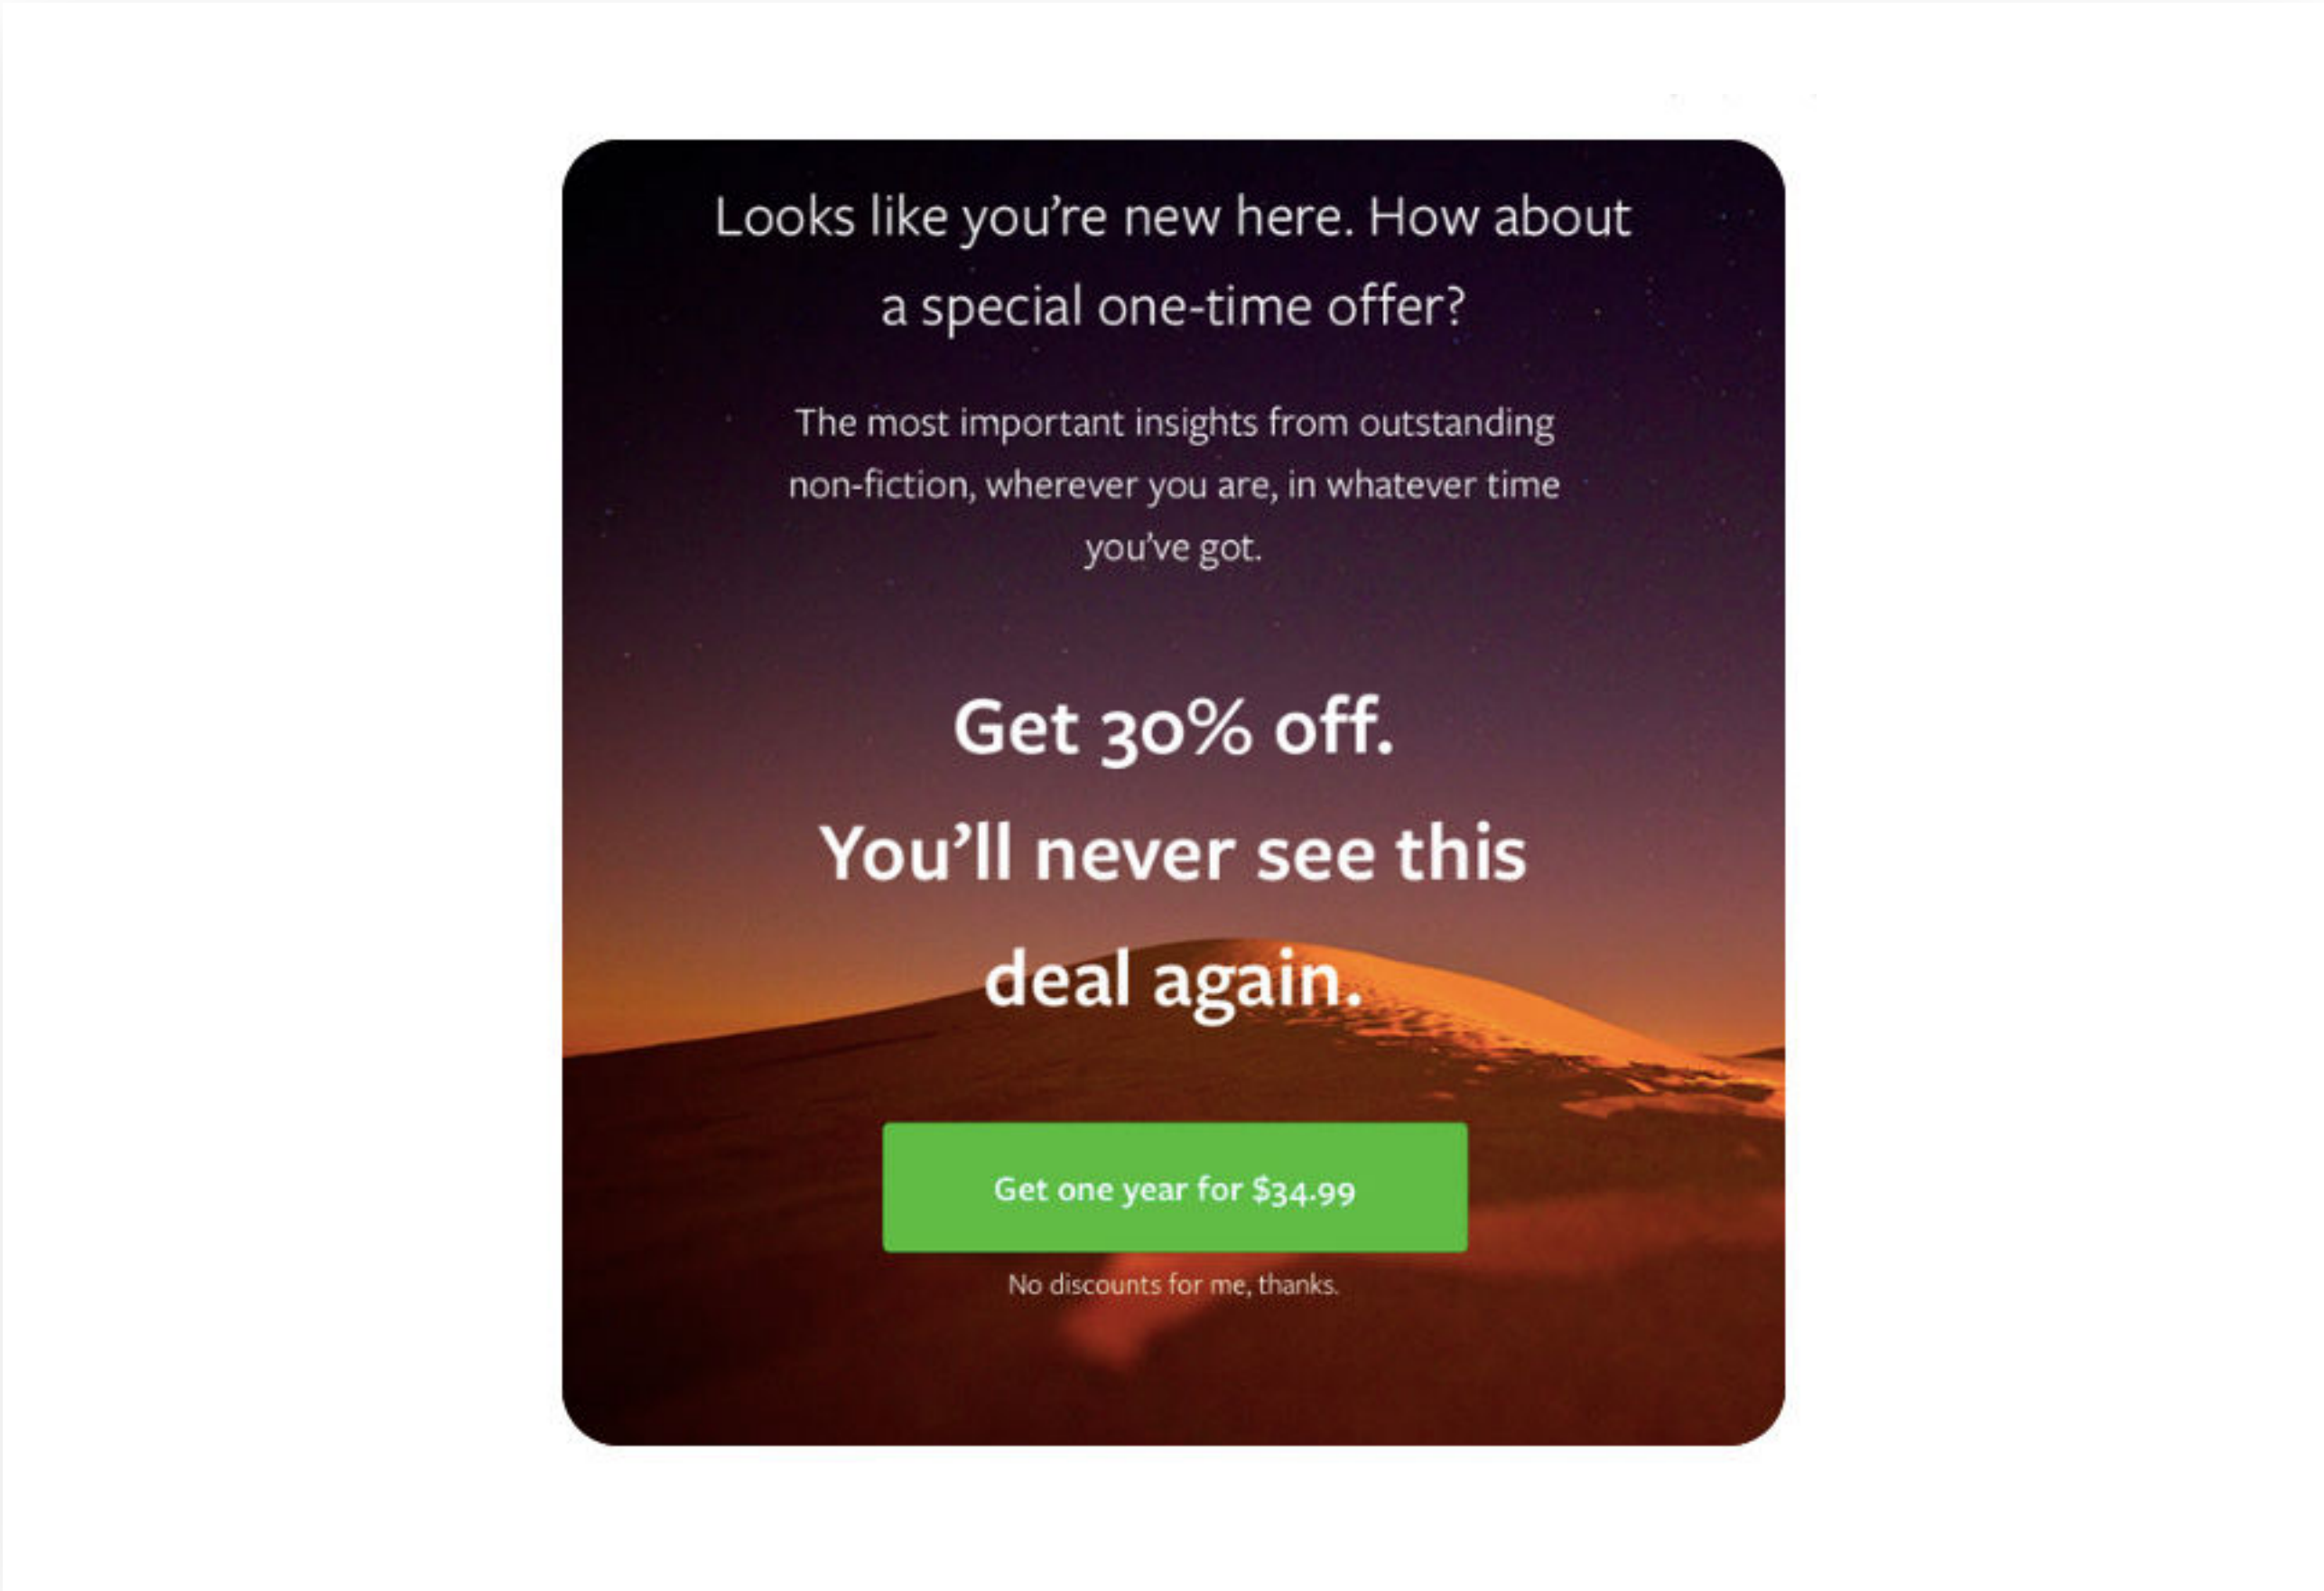 Looks like you’re new here. How about
a special one-time offer?
The most important insights from outstanding
non-fiction, wherever you are, in whatever time
you’ve got.
Get 30% off.
You’ll never see this
deal again.
Get one year for $34.99
No discounts for me, thanks.